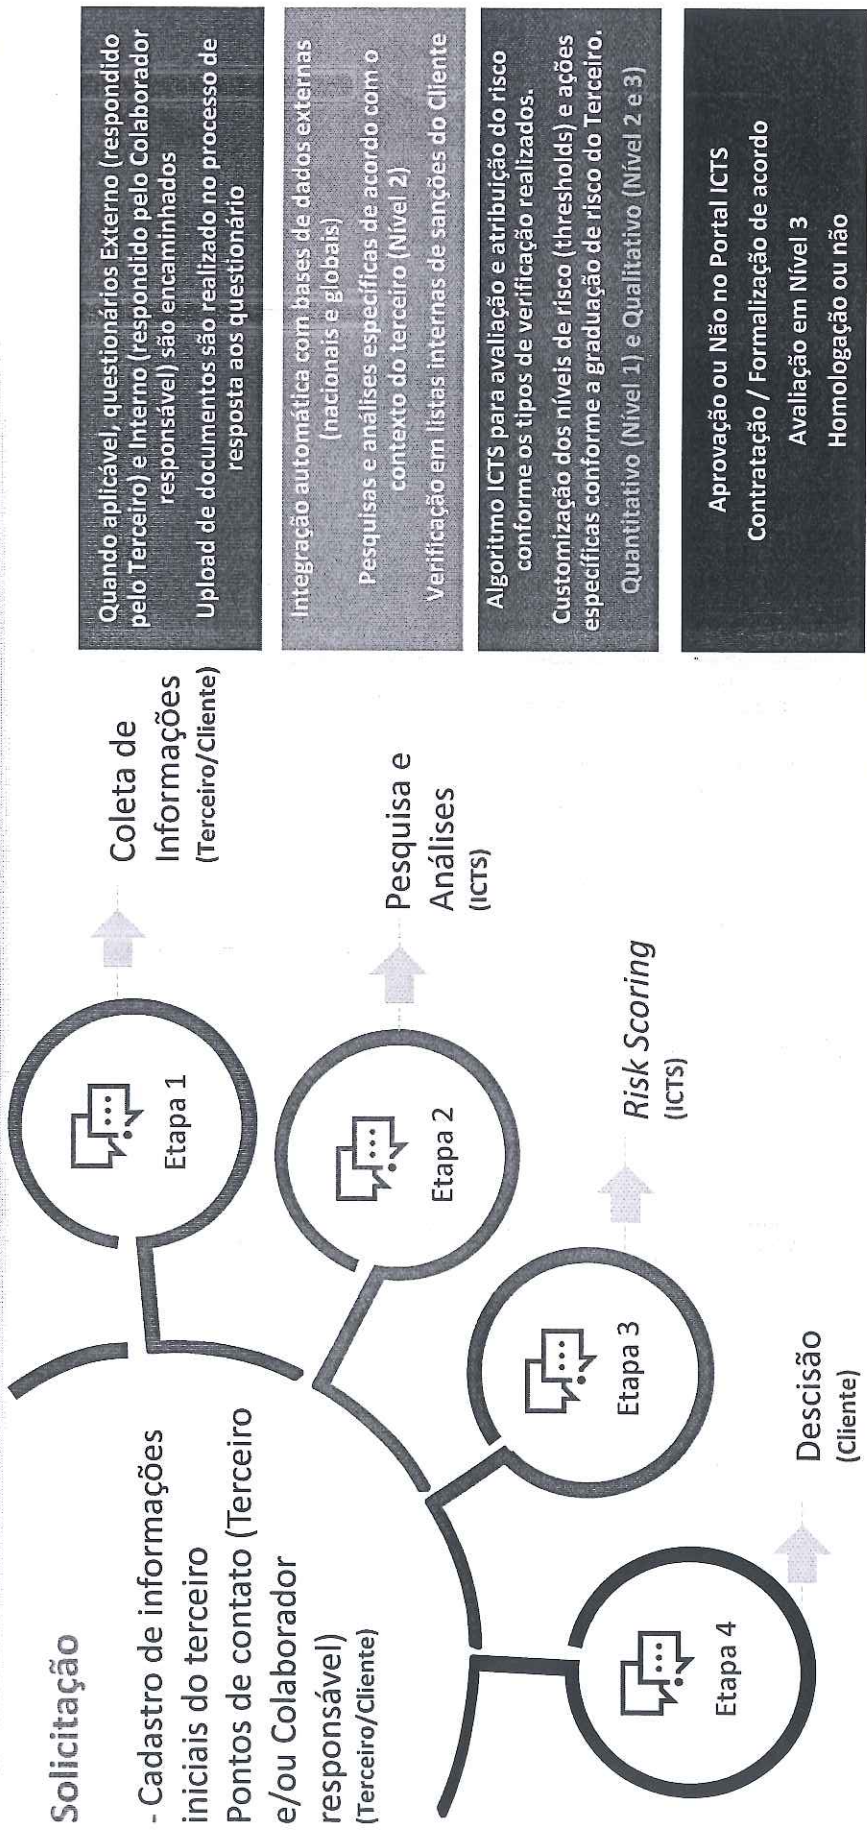 Solicitação
- Cadastro de informações
iniciais do terceiro
Pontos de contato (Terceiro
e/ou Colaborador
responsável)
(Terceiro/Cliente)
Etapa 1
Coleta de
Informações
(Terceiro/Cliente)
Quando aplicável, questionários Externo (respondido
pelo Terceiro) e Interno (respondido pelo Colaborador
responsável) são encaminhados
Upload de documentos são realizado no processo de
resposta aos questionário
Etapa 2
Pesquisa e
Análises
(ICTS)
Integração automática com bases de dados externas
(nacionais e globais)
Pesquisas e análises específicas de acordo com o
contexto do terceiro (Nível 2)
Verificação em listas internas de sanções do Cliente
Etapa 3
Risk Scoring
(ICTS)
Algoritmo ICTS para avaliação e atribuição do risco
conforme os tipos de verificação realizados.
Customização dos níveis de risco (thresholds) e ações
específicas conforme a graduação de risco do Terceiro.
Quantitativo (Nível 1) e Qualitativo (Nível 2 e 3)
Etapa 4
Descisão
(Cliente)
Aprovação ou Não no Portal ICTS
Contratação / Formalização de acordo
Avaliação em Nível 3
Homologação ou não